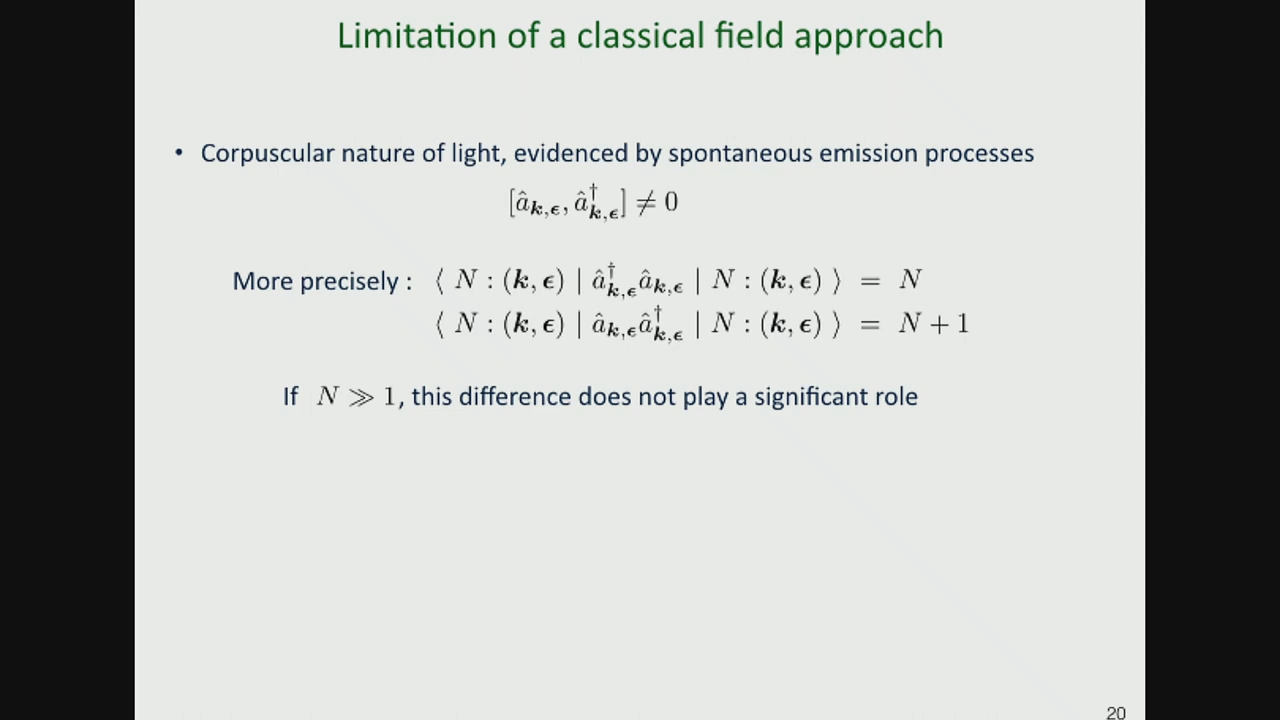 Limitation of a classical field approach
• Corpuscular nature of light, evidenced by spontaneous emission processes
[â_{k,ϵ}, â†_{k,ϵ}] ≠ 0
More precisely : ⟨ N : (k, ϵ) | â†_{k,ϵ} â_{k,ϵ} | N : (k, ϵ) ⟩ = N
⟨ N : (k, ϵ) | â_{k,ϵ} â†_{k,ϵ} | N : (k, ϵ) ⟩ = N + 1
If N ≫ 1, this difference does not play a significant role
20